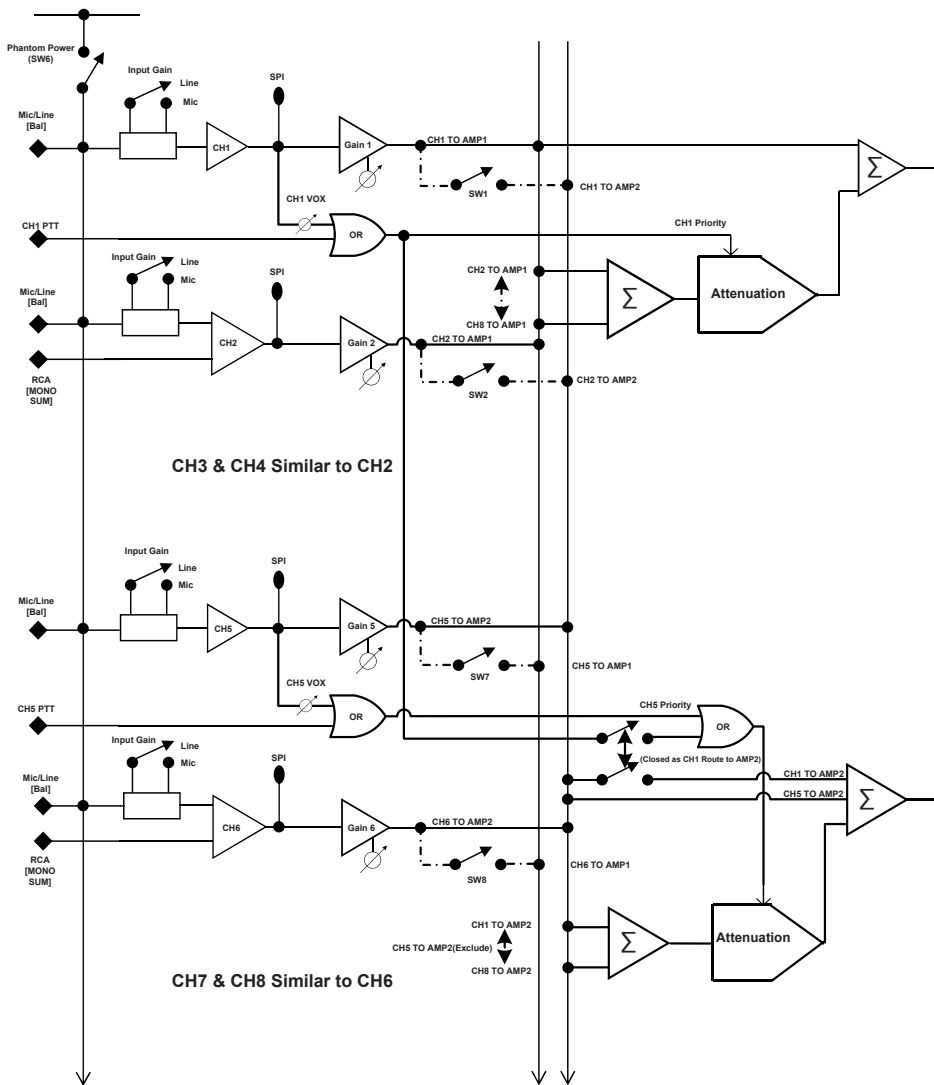 Phantom Power
(SW6)
Input Gain
Line
Mic
SPI
Mic/Line
[Bal]
CH1
Gain 1
CH1 TO AMP1
Σ
SW1
CH1 TO AMP2
CH1 VOX
CH1 PTT
OR
CH1 Priority
Input Gain
Line
Mic
SPI
CH2 TO AMP1
Σ
Attenuation
Mic/Line
[Bal]
CH8 TO AMP1
CH2
Gain 2
CH2 TO AMP1
RCA
[MONO
SUM]
SW2
CH2 TO AMP2
CH3 & CH4 Similar to CH2
Input Gain
Line
Mic
SPI
Mic/Line
[Bal]
CH5
Gain 5
CH5 TO AMP2
SW7
CH5 TO AMP1
CH5 VOX
CH5 PTT
OR
CH5 Priority
OR
Input Gain
Line
Mic
SPI
(Closed as CH1 Route to AMP2)
CH1 TO AMP2
Mic/Line
[Bal]
CH5 TO AMP2
Σ
CH6
Gain 6
CH6 TO AMP2
RCA
[MONO
SUM]
SW8
CH6 TO AMP1
CH1 TO AMP2
CH5 TO AMP2(Exclude)
CH8 TO AMP2
Σ
Attenuation
CH7 & CH8 Similar to CH6